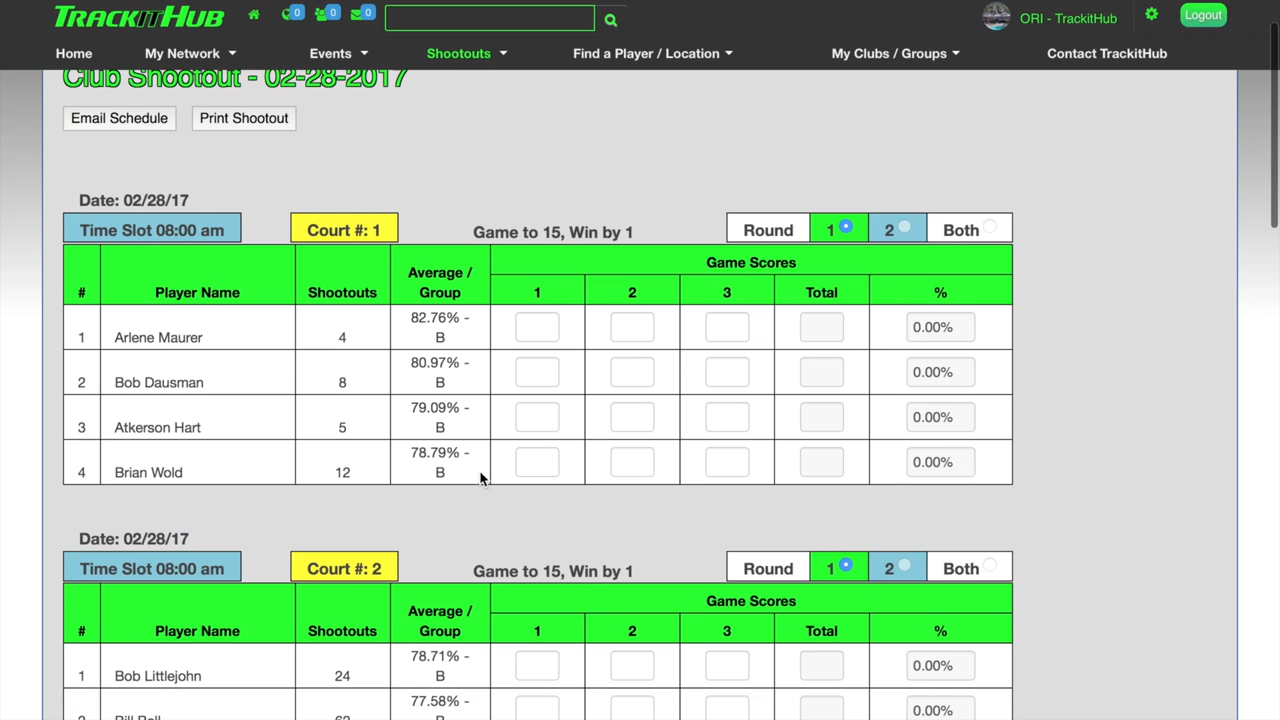 TRACKITHUB 0 0 0 ORI - TrackitHub Logout
Home My Network Events Shootouts Find a Player / Location My Clubs / Groups Contact TrackitHub
Club Shootout - 02-28-2017
Email Schedule Print Shootout
Date: 02/28/17
Time Slot 08:00 am Court #: 1 Game to 15, Win by 1 Round 1 2 Both
# Player Name Shootouts Average / Group Game Scores
1 2 3 Total %
1 Arlene Maurer 4 82.76% - B 0.00%
2 Bob Dausman 8 80.97% - B 0.00%
3 Atkerson Hart 5 79.09% - B 0.00%
4 Brian Wold 12 78.79% - B 0.00%
Date: 02/28/17
Time Slot 08:00 am Court #: 2 Game to 15, Win by 1 Round 1 2 Both
# Player Name Shootouts Average / Group Game Scores
1 2 3 Total %
1 Bob Littlejohn 24 78.71% - B 0.00%
77.58% - 0.00%